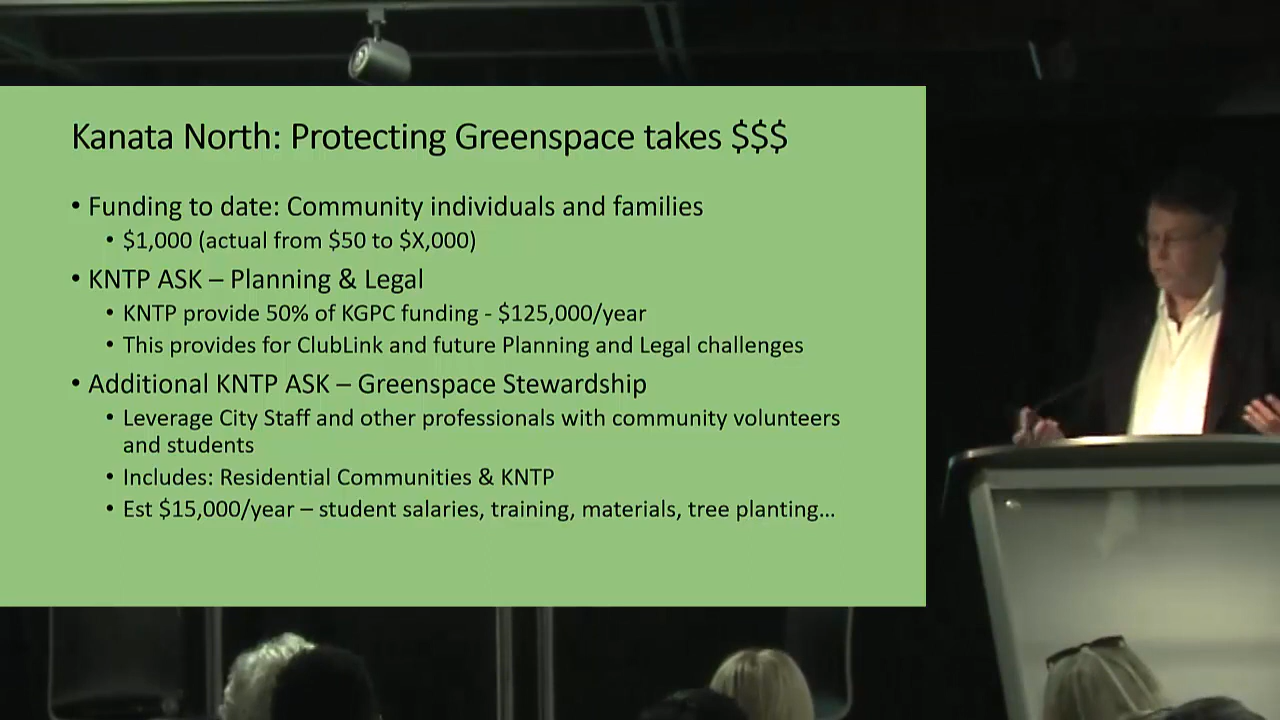 Kanata North: Protecting Greenspace takes $$$
• Funding to date: Community individuals and families
• $1,000 (actual from $50 to $X,000)
• KNTP ASK – Planning & Legal
• KNTP provide 50% of KGPC funding - $125,000/year
• This provides for ClubLink and future Planning and Legal challenges
• Additional KNTP ASK – Greenspace Stewardship
• Leverage City Staff and other professionals with community volunteers
and students
• Includes: Residential Communities & KNTP
• Est $15,000/year – student salaries, training, materials, tree planting…